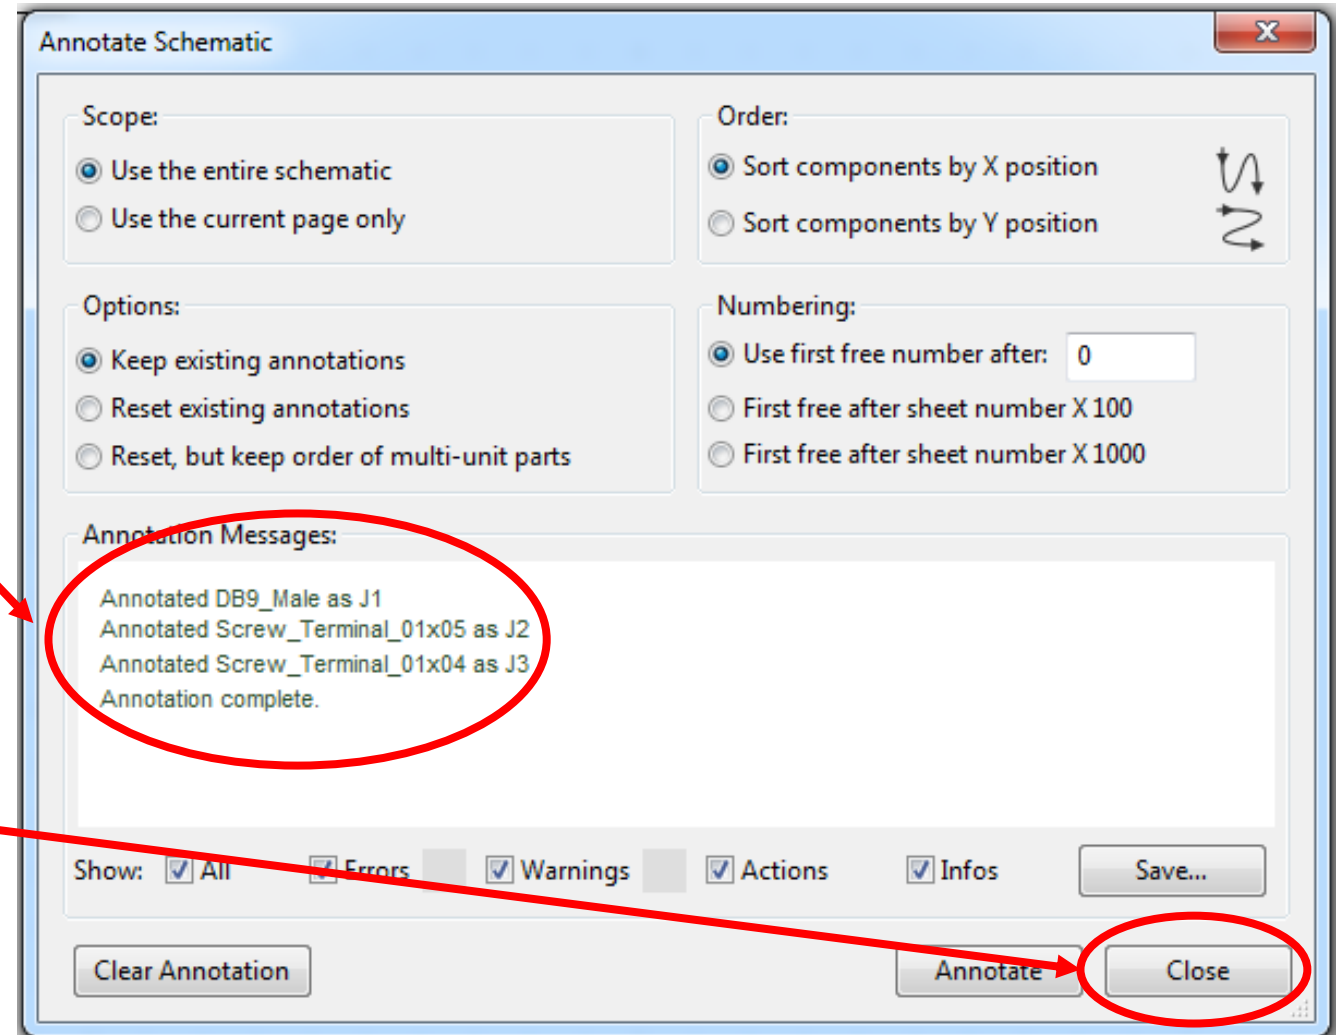 Annotate Schematic
Scope:
Use the entire schematic
Use the current page only
Order:
Sort components by X position
Sort components by Y position
Options:
Keep existing annotations
Reset existing annotations
Reset, but keep order of multi-unit parts
Numbering:
Use first free number after: 0
First free after sheet number X 100
First free after sheet number X 1000
Annotation Messages:
Annotated DB9_Male as J1
Annotated Screw_Terminal_01x05 as J2
Annotated Screw_Terminal_01x04 as J3
Annotation complete.
Show: All Errors Warnings Actions Infos Save...
Clear Annotation Annotate Close